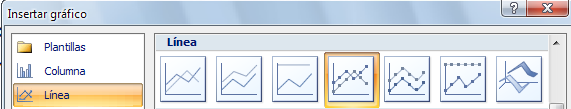 Insertar gráfico
Plantillas
Columna
Línea
Línea